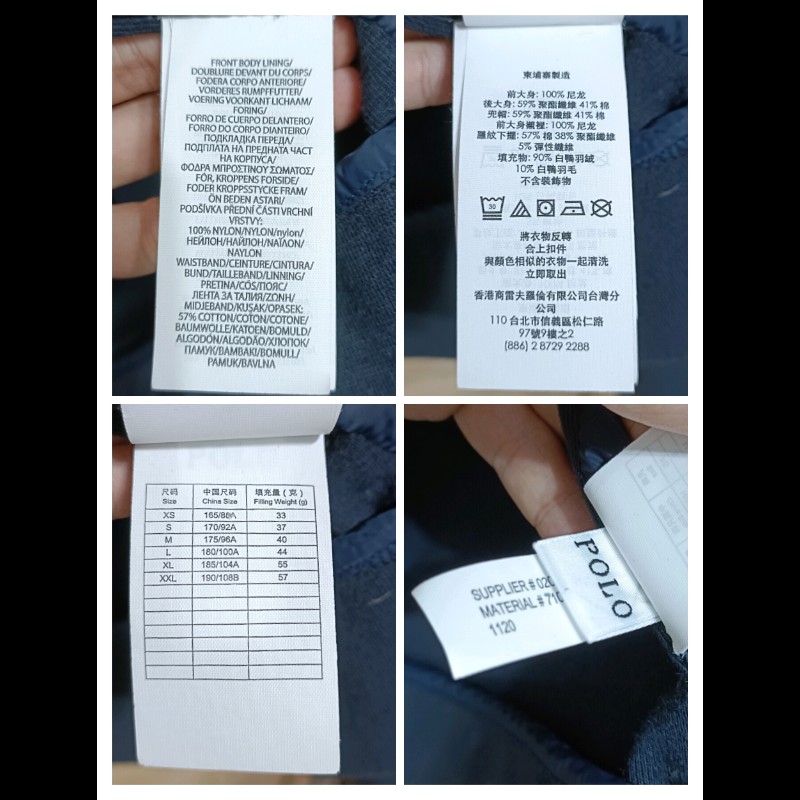 FRONT BODY LINING/
DOUBLURE DEVANT DU CORPS/
FODERA CORPO ANTERIORE/
VORDERES RUMPFFUTTER/
VOERING VOORKANT LICHAAM/
FORING/
FORRO DE CUERPO DELANTERO/
FORRO DO CORPO DIANTEIRO/
ПОДКЛАДКА ПЕРЕДА/
ПОДПЛАТА НА ПРЕДНАТА ЧАСТ
НА КОРПУСА/
ΦΟΔΡΑ ΜΠΡΟΣΤΙΝΟΥ ΣΩΜΑΤΟΣ/
FÖR, KROPPENS FORSIDE/
FODER KROPPSSTYCKE FRAM/
ÖN BEDEN ASTARI/
PODŠÍVKA PŘEDNÍ ČÁSTI VRCHNÍ
VRSTVY:
100% NYLON/NYLON/nylon/
НЕЙЛОН/НАЙЛОН/ΝΑΪΛΟΝ/
NAYLON
WAISTBAND/CEINTURE/CINTURA/
BUND/TAILLEBAND/LINNING/
PRETINA/CÓS/ПОЯС/
ЛЕНТА ЗА ТАЛИЯ/ΖΩΝΗ/
MIDJEBAND/KUŞAK/OPASEK:
57% COTTON/COTON/COTONE/
BAUMWOLLE/KATOEN/BOMULD/
ALGODÓN/ALGODÃO/ХЛОПОК/
ПАМУК/ΒΑΜΒΑΚΙ/BOMULL/
PAMUK/BAVLNA
柬埔寨製造
前大身: 100% 尼龙
後大身: 59% 聚酯纖維 41% 棉
兜帽: 59% 聚酯纖維 41% 棉
前大身襯裡: 100% 尼龙
羅紋下擺: 57% 棉 38% 聚酯纖維
5% 彈性纖維
填充物: 90% 白鴨羽絨
10% 白鴨羽毛
不含裝飾物
30
將衣物反轉
合上扣件
與顏色相似的衣物一起清洗
立即取出
香港商雷夫羅倫有限公司台灣分
公司
110 台北市信義區松仁路
97號9樓之2
(886) 2 8729 2288
尺码 中国尺码 填充量 ( 克 )
Size China Size Filling Weight (g)
XS 165/88A 33
S 170/92A 37
M 175/96A 40
L 180/100A 44
XL 185/104A 55
XXL 190/108B 57
SUPPLIER # 020
MATERIAL # 710
1120
POLO